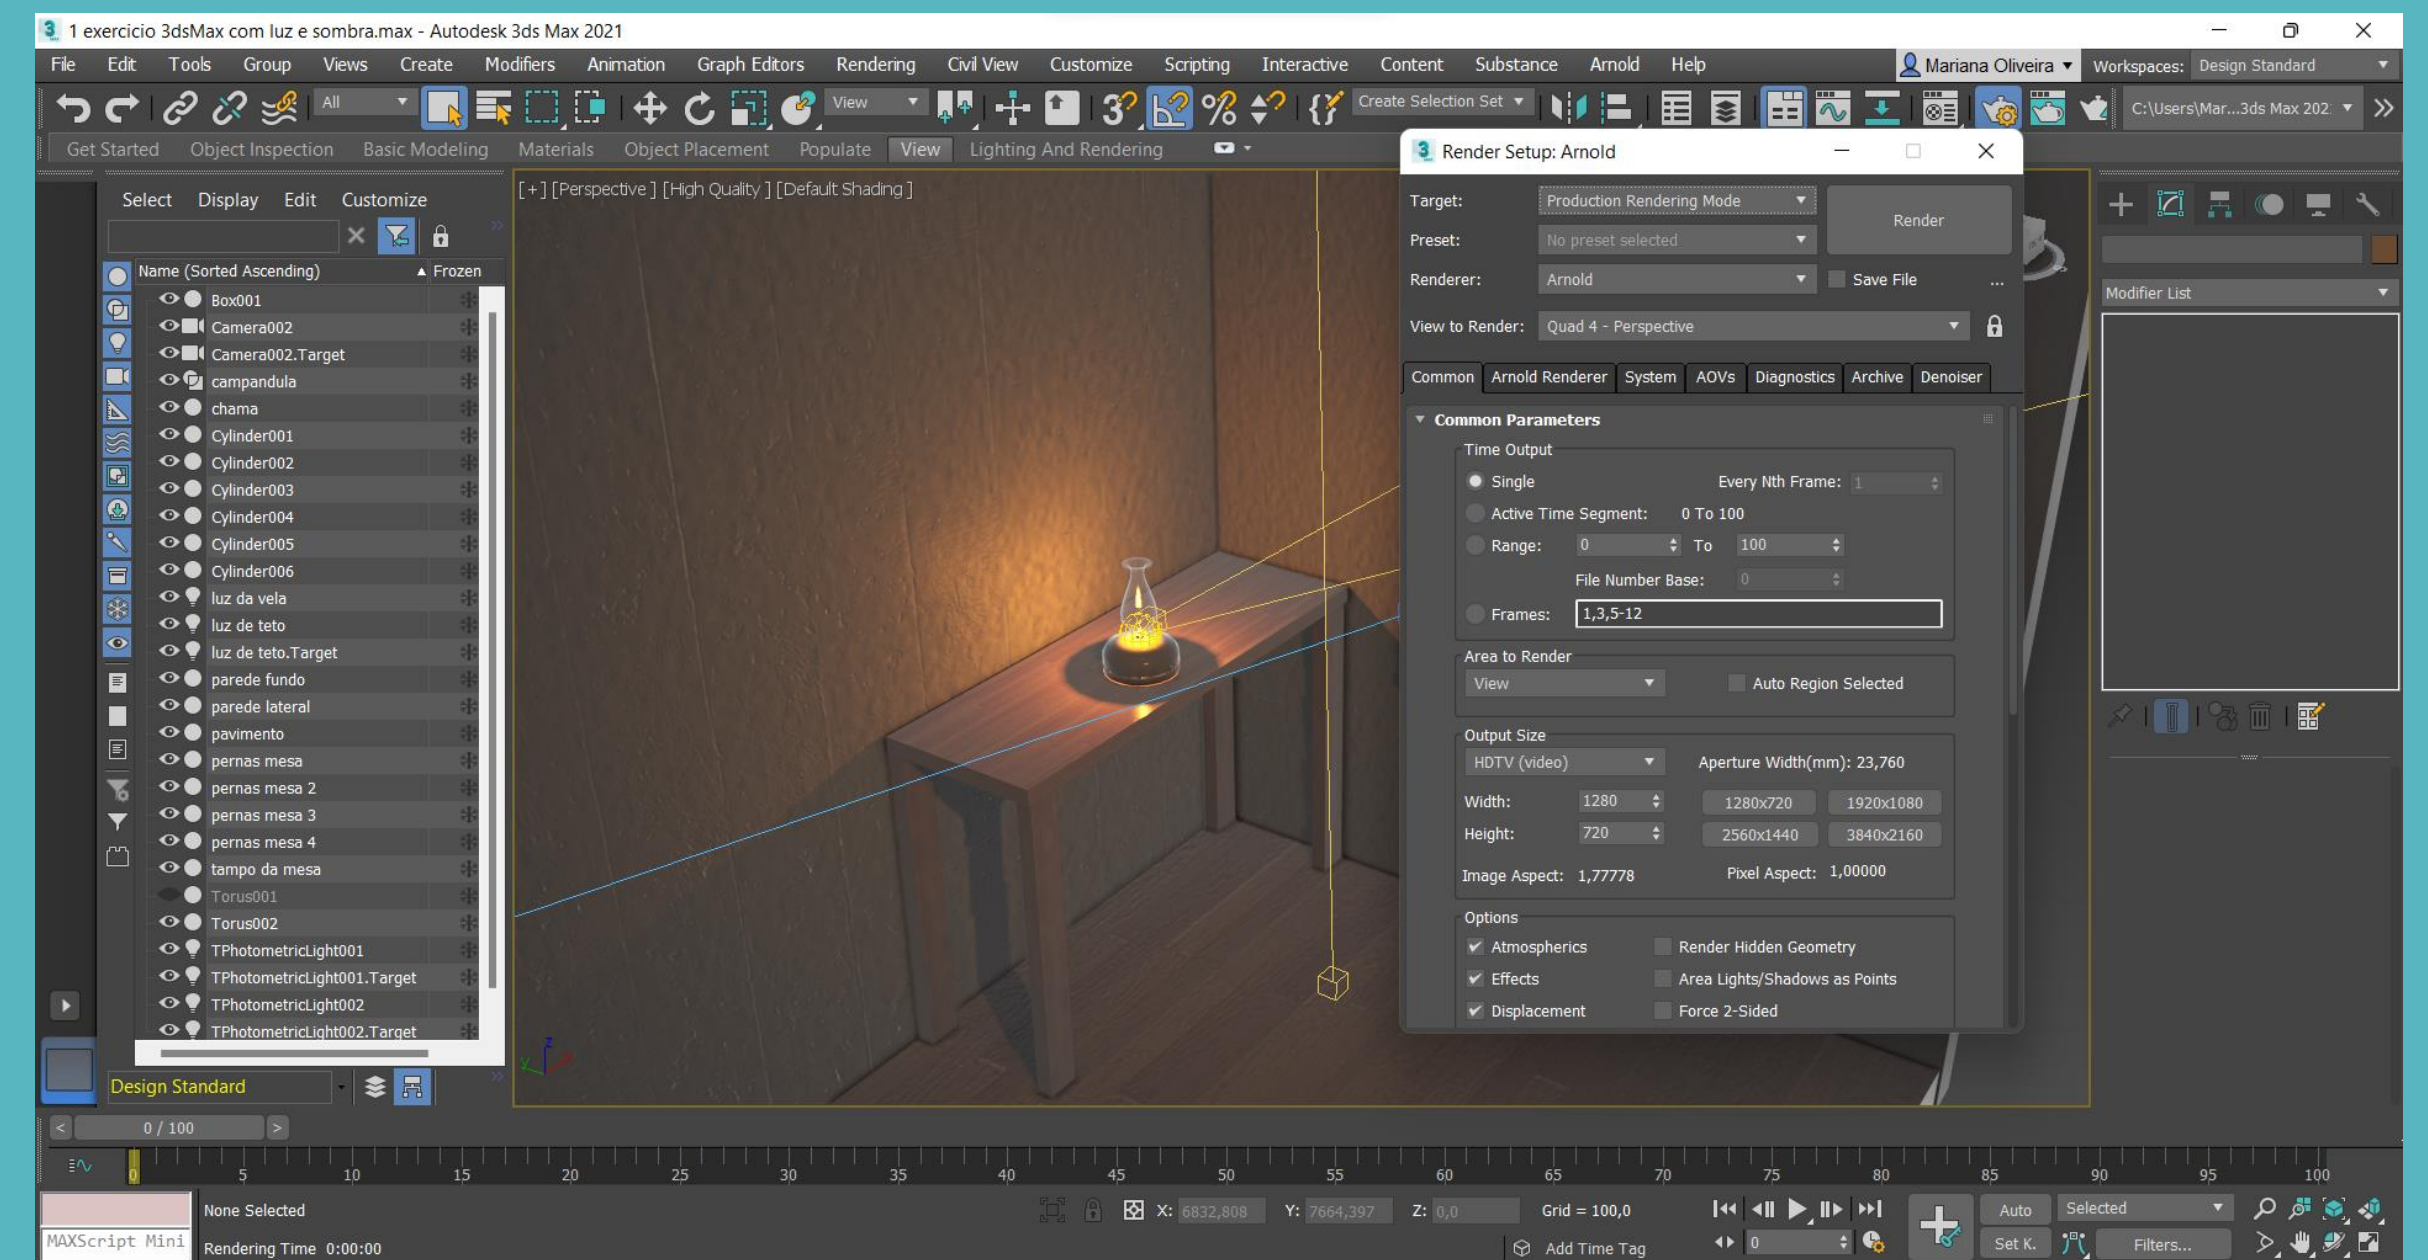 1 exercicio 3dsMax com luz e sombra.max - Autodesk 3ds Max 2021
File Edit Tools Group Views Create Modifiers Animation Graph Editors Rendering Civil View Customize Scripting Interactive Content Substance Arnold Help Mariana Oliveira Workspaces: Design Standard
All View Create Selection Set C:\Users\Mar...3ds Max 202
Get Started Object Inspection Basic Modeling Materials Object Placement Populate View Lighting And Rendering
Select Display Edit Customize
Name (Sorted Ascending) Frozen
Box001
Camera002
Camera002.Target
campandula
chama
Cylinder001
Cylinder002
Cylinder003
Cylinder004
Cylinder005
Cylinder006
luz da vela
luz de teto
luz de teto.Target
parede fundo
parede lateral
pavimento
pernas mesa
pernas mesa 2
pernas mesa 3
pernas mesa 4
tampo da mesa
Torus001
Torus002
TPhotometricLight001
TPhotometricLight001.Target
TPhotometricLight002
TPhotometricLight002.Target
Design Standard
[+] [Perspective ] [High Quality ] [Default Shading ]
z
x
y
Render Setup: Arnold
Target: Production Rendering Mode
Render
Preset: No preset selected
Renderer: Arnold Save File ...
View to Render: Quad 4 - Perspective
Common Arnold Renderer System AOVs Diagnostics Archive Denoiser
Common Parameters
Time Output
Single Every Nth Frame: 1
Active Time Segment: 0 To 100
Range: 0 To 100
File Number Base: 0
Frames: 1,3,5-12
Area to Render
View Auto Region Selected
Output Size
HDTV (video) Aperture Width(mm): 23,760
Width: 1280 1280x720 1920x1080
Height: 720 2560x1440 3840x2160
Image Aspect: 1,77778 Pixel Aspect: 1,00000
Options
Atmospherics Render Hidden Geometry
Effects Area Lights/Shadows as Points
Displacement Force 2-Sided
Modifier List
< 0 / 100 >
0 5 10 15 20 25 30 35 40 45 50 55 60 65 70 75 80 85 90 95 100
None Selected X: 6832,808 Y: 7664,397 Z: 0,0 Grid = 100,0 Auto Selected
MAXScript Mini Rendering Time 0:00:00 Add Time Tag 0 Set K. Filters...